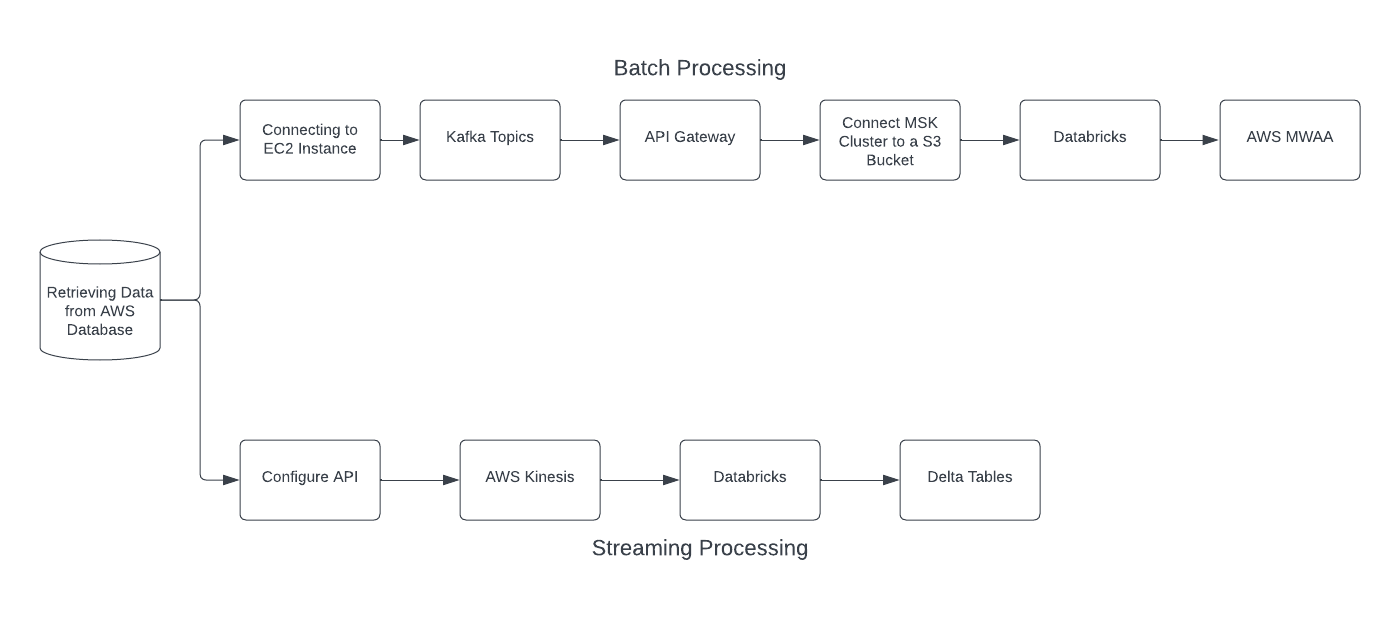 Batch Processing
Connecting to
EC2 Instance
Kafka Topics
API Gateway
Connect MSK
Cluster to a S3
Bucket
Databricks
AWS MWAA
Retrieving Data
from AWS
Database
Configure API
AWS Kinesis
Databricks
Delta Tables
Streaming Processing